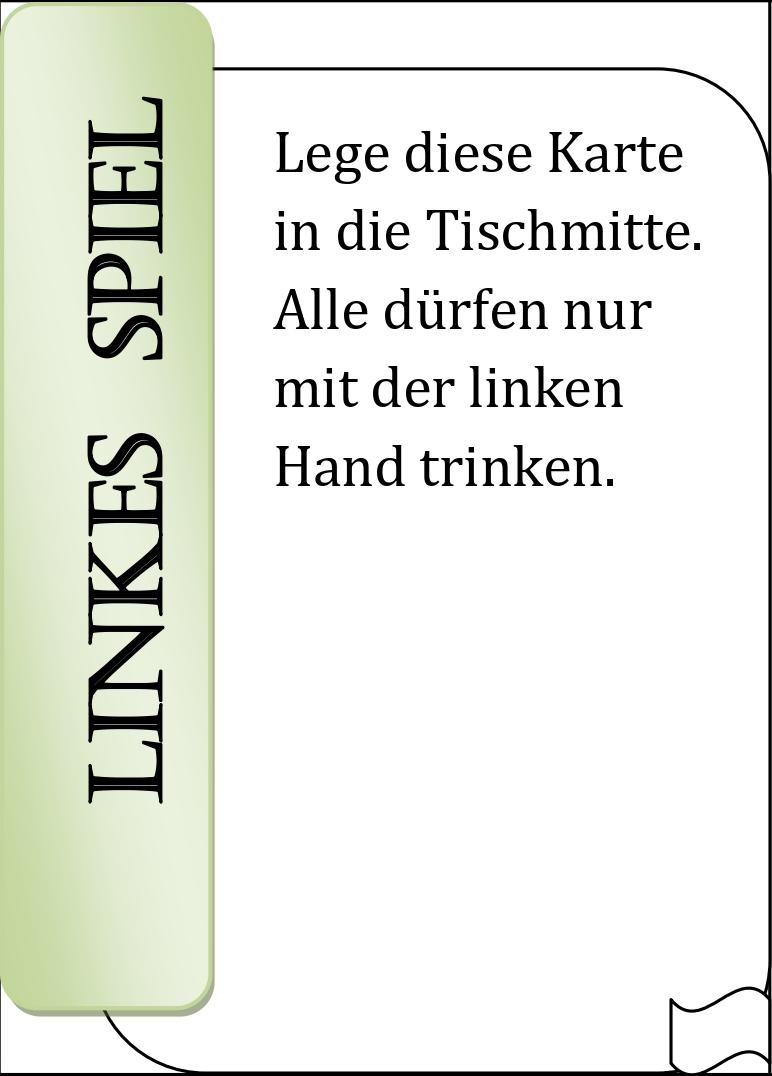 LINKES SPIEL
Lege diese Karte
in die Tischmitte.
Alle dürfen nur
mit der linken
Hand trinken.